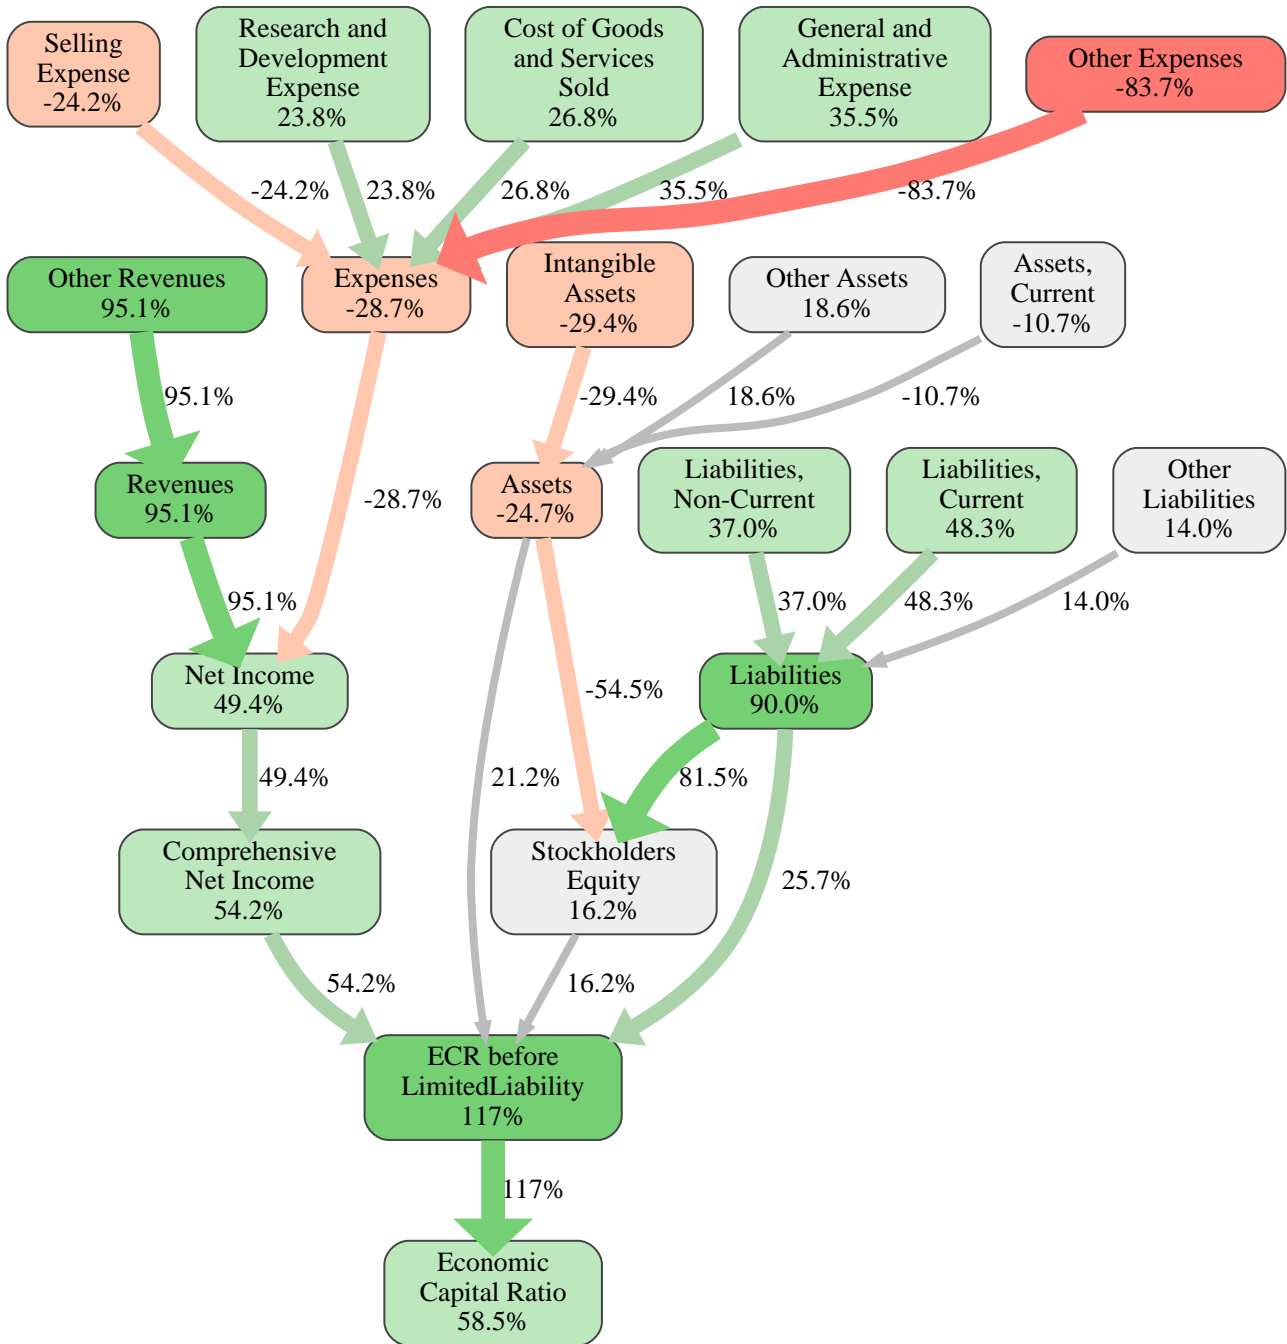 Selling
Expense
-24.2%
Research and
Development
Expense
23.8%
Cost of Goods
and Services
Sold
26.8%
General and
Administrative
Expense
35.5%
Other Expenses
-83.7%
-24.2%
23.8%
26.8%
35.5%
-83.7%
Other Revenues
95.1%
Expenses
-28.7%
Intangible
Assets
-29.4%
Other Assets
18.6%
Assets,
Current
-10.7%
95.1%
-28.7%
-29.4%
18.6%
-10.7%
Revenues
95.1%
Assets
-24.7%
Liabilities,
Non-Current
37.0%
Liabilities,
Current
48.3%
Other
Liabilities
14.0%
95.1%
37.0%
48.3%
14.0%
Net Income
49.4%
-54.5%
Liabilities
90.0%
49.4%
21.2%
81.5%
Comprehensive
Net Income
54.2%
Stockholders
Equity
16.2%
25.7%
54.2%
16.2%
ECR before
LimitedLiability
117%
117%
Economic
Capital Ratio
58.5%